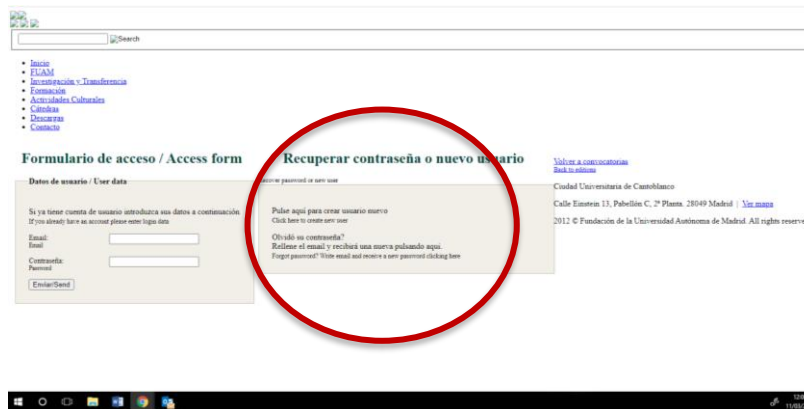 Search
Inicio
FUAM
Investigación y Transferencia
Formación
Actividades Culturales
Cátedras
Descargas
Contacto
Formulario de acceso / Access form
Datos de usuario / User data
Si ya tiene cuenta de usuario introduzca sus datos a continuación
If you already have an account please enter login data
Email:
Email
Contraseña:
Password
Enviar/Send
Recuperar contraseña o nuevo usuario
password or new user
Pulse aquí para crear usuario nuevo
Click here to create new user
Olvidó su contraseña?
Rellene el email y recibirá una nueva pulsando aqui.
Forgot password? Write email and receive a new password clicking here
Volver a convocatorias
Back to editions
Ciudad Universitaria de Cantoblanco
Calle Einstein 13, Pabellón C, 2ª Planta. 28049 Madrid | Ver mapa
2012 © Fundación de la Universidad Autónoma de Madrid. All rights reserve